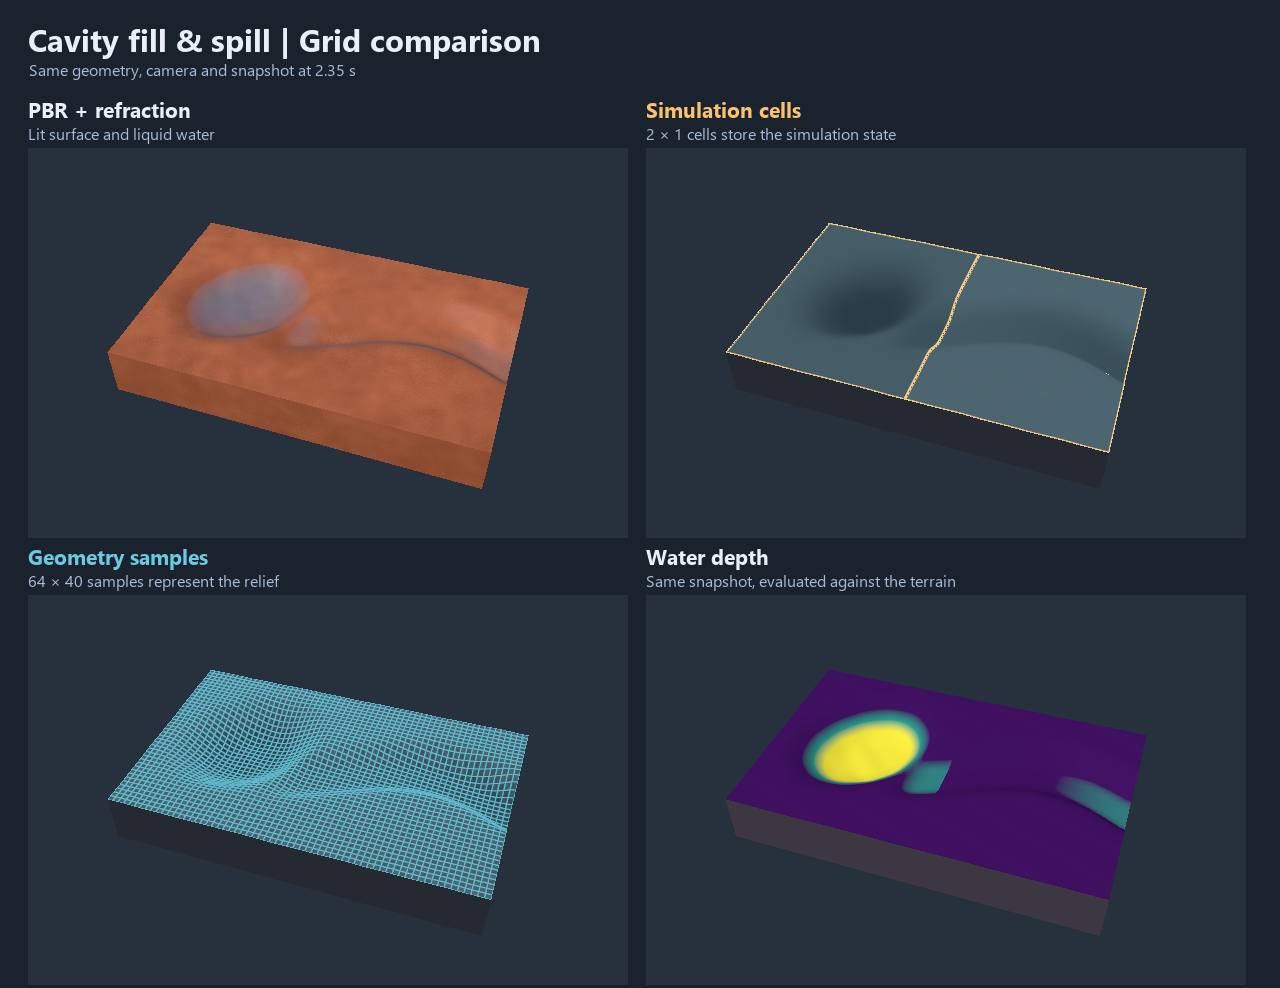 Cavity fill & spill | Grid comparison
Same geometry, camera and snapshot at 2.35 s
PBR + refraction
Lit surface and liquid water
Simulation cells
2 × 1 cells store the simulation state
Geometry samples
64 × 40 samples represent the relief
Water depth
Same snapshot, evaluated against the terrain